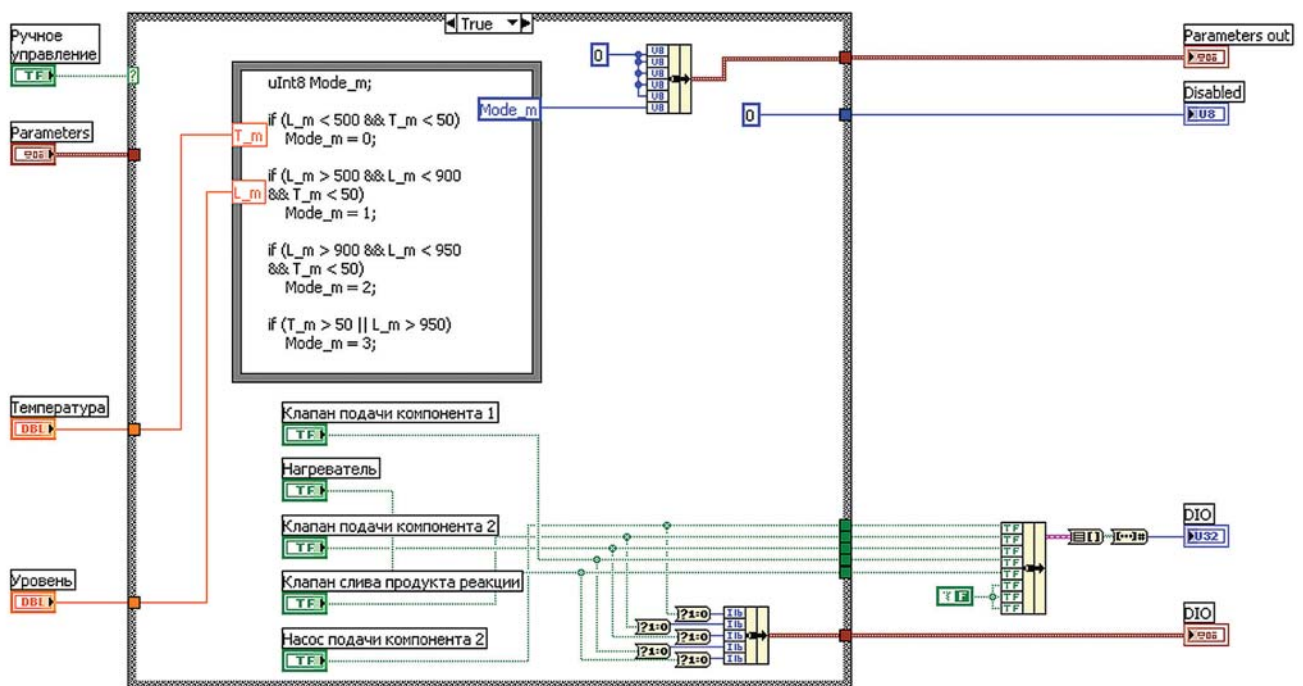 True
Ручное
управление
TF
?
Parameters
uInt8 Mode_m;
if (L_m < 500 && T_m < 50)
Mode_m = 0;
if (L_m > 500 && L_m < 900
&& T_m < 50)
Mode_m = 1;
if (L_m > 900 && L_m < 950
&& T_m < 50)
Mode_m = 2;
if (T_m > 50 || L_m > 950)
Mode_m = 3;
T_m
L_m
Mode_m
0
U8
U8
U8
U8
U8
U8
0
Parameters out
Disabled
U8
Температура
DBL
Уровень
DBL
Клапан подачи компонента 1
TF
Нагреватель
TF
Клапан подачи компонента 2
TF
Клапан слива продукта реакции
TF
Насос подачи компонента 2
TF
?1:0
?1:0
?1:0
?1:0
?1:0
TF
TF
TF
TF
TF
TF
TF
TF
F
DIO
U32
DIO